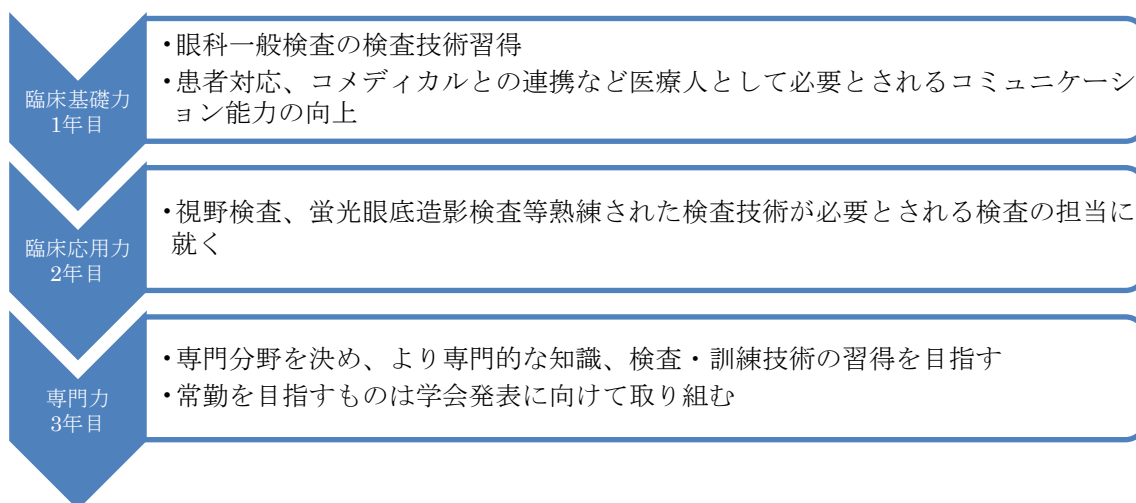 臨床基礎力
1年目
・眼科一般検査の検査技術習得
・患者対応、コメディカルとの連携など医療人として必要とされるコミュニケーシ
ョン能力の向上
臨床応用力
2年目
・視野検査、蛍光眼底造影検査等熟練された検査技術が必要とされる検査の担当に
就く
専門力
3年目
・専門分野を決め、より専門的な知識、検査・訓練技術の習得を目指す
・常勤を目指すものは学会発表に向けて取り組む